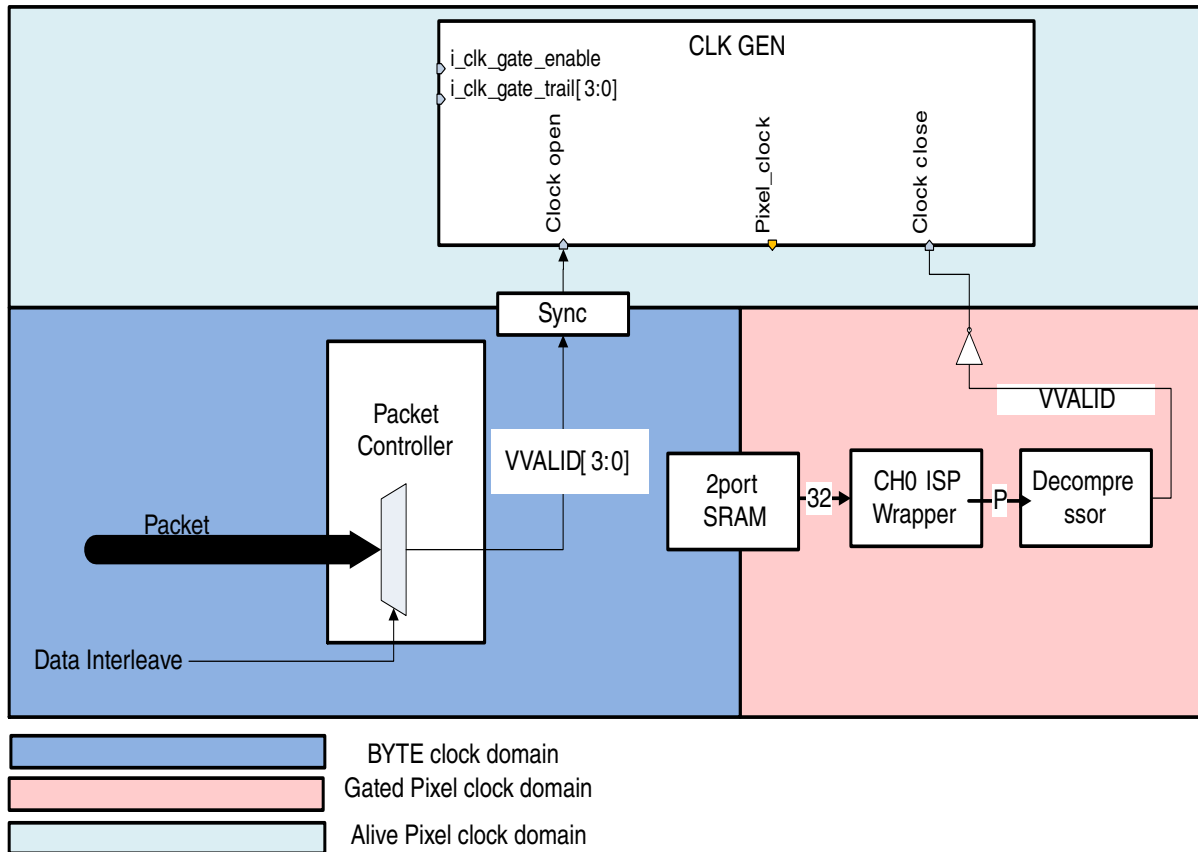 CLK GEN
i_clk_gate_enable
i_clk_gate_trail[3:0]
Clock open
Pixel_clock
Clock close
Sync
Packet
Controller
VVALID[3:0]
VVALID
2port
SRAM
32
CH0 ISP
Wrapper
P
Decompre
ssor
Packet
Data Interleave
BYTE clock domain
Gated Pixel clock domain
Alive Pixel clock domain